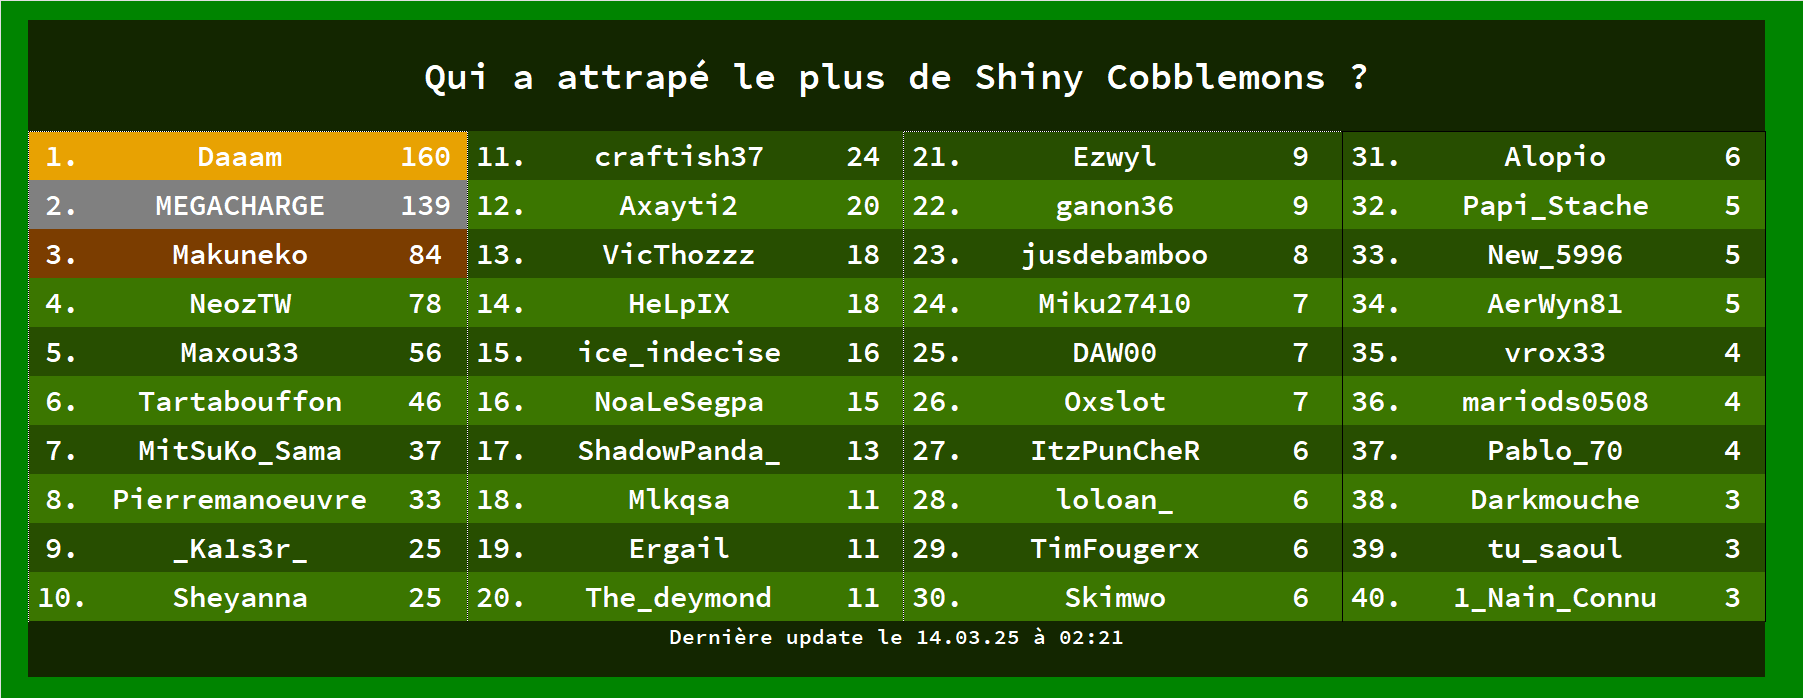 Qui a attrapé le plus de Shiny Cobblemons ?
1. Daaam 160
2. MEGACHARGE 139
3. Makuneko 84
4. NeozTW 78
5. Maxou33 56
6. Tartabouffon 46
7. MitSuKo_Sama 37
8. Pierremanoeuvre 33
9. _Ka1s3r_ 25
10. Sheyanna 25
11. craftish37 24
12. Axayti2 20
13. VicThozzz 18
14. HeLpIX 18
15. ice_indecise 16
16. NoaLeSegpa 15
17. ShadowPanda_ 13
18. Mlkqsa 11
19. Ergail 11
20. The_deymond 11
21. Ezwyl 9
22. ganon36 9
23. jusdebamboo 8
24. Miku27410 7
25. DAW00 7
26. Oxslot 7
27. ItzPunCheR 6
28. loloan_ 6
29. TimFougerx 6
30. Skimwo 6
31. Alopio 6
32. Papi_Stache 5
33. New_5996 5
34. AerWyn81 5
35. vrox33 4
36. mariods0508 4
37. Pablo_70 4
38. Darkmouche 3
39. tu_saoul 3
40. 1_Nain_Connu 3
Dernière update le 14.03.25 à 02:21